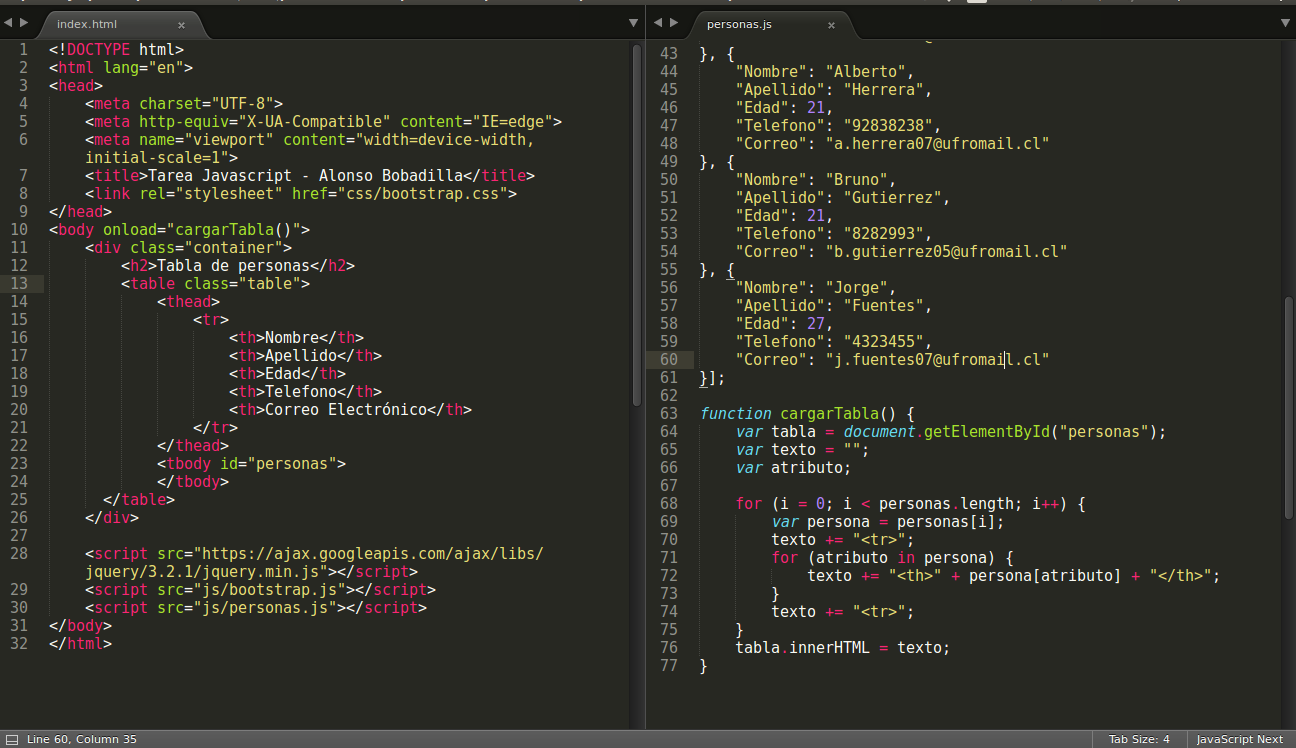 index.html
1 <!DOCTYPE html>
2 <html lang="en">
3 <head>
4 <meta charset="UTF-8">
5 <meta http-equiv="X-UA-Compatible" content="IE=edge">
6 <meta name="viewport" content="width=device-width,
initial-scale=1">
7 <title>Tarea Javascript - Alonso Bobadilla</title>
8 <link rel="stylesheet" href="css/bootstrap.css">
9 </head>
10 <body onload="cargarTabla()">
11 <div class="container">
12 <h2>Tabla de personas</h2>
13 <table class="table">
14 <thead>
15 <tr>
16 <th>Nombre</th>
17 <th>Apellido</th>
18 <th>Edad</th>
19 <th>Telefono</th>
20 <th>Correo Electrónico</th>
21 </tr>
22 </thead>
23 <tbody id="personas">
24 </tbody>
25 </table>
26 </div>
27
28 <script src="https://ajax.googleapis.com/ajax/libs/
jquery/3.2.1/jquery.min.js"></script>
29 <script src="js/bootstrap.js"></script>
30 <script src="js/personas.js"></script>
31 </body>
32 </html>
personas.js
43 }, {
44 "Nombre": "Alberto",
45 "Apellido": "Herrera",
46 "Edad": 21,
47 "Telefono": "92838238",
48 "Correo": "a.herrera07@ufromail.cl"
49 }, {
50 "Nombre": "Bruno",
51 "Apellido": "Gutierrez",
52 "Edad": 21,
53 "Telefono": "8282993",
54 "Correo": "b.gutierrez05@ufromail.cl"
55 }, {
56 "Nombre": "Jorge",
57 "Apellido": "Fuentes",
58 "Edad": 27,
59 "Telefono": "4323455",
60 "Correo": "j.fuentes07@ufromail.cl"
61 }];
62
63 function cargarTabla() {
64 var tabla = document.getElementById("personas");
65 var texto = "";
66 var atributo;
67
68 for (i = 0; i < personas.length; i++) {
69 var persona = personas[i];
70 texto += "<tr>";
71 for (atributo in persona) {
72 texto += "<th>" + persona[atributo] + "</th>";
73 }
74 texto += "<tr>";
75 }
76 tabla.innerHTML = texto;
77 }
Line 60, Column 35
Tab Size: 4
JavaScript Next